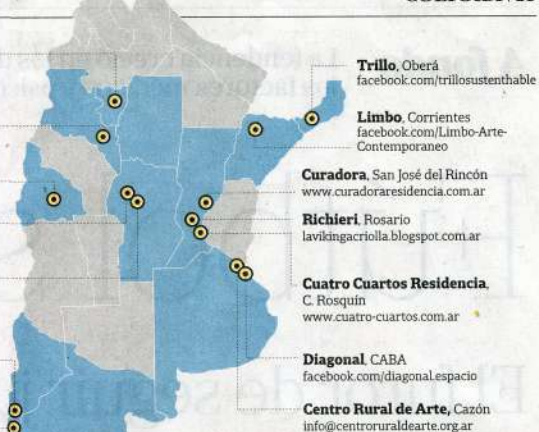 Trillo, Oberá
facebook.com/trillosustenthable
Limbo, Corrientes
facebook.com/Limbo-Arte-
Contemporaneo
Curadora, San José del Rincón
www.curadoraresidencia.com.ar
Richieri, Rosario
lavikingacriolla.blogspot.com.ar
Cuatro Cuartos Residencia,
C. Rosquín
www.cuatro-cuartos.com.ar
Diagonal, CABA
facebook.com/diagonal.espacio
Centro Rural de Arte, Cazón
info@centroruraldearte.org.ar